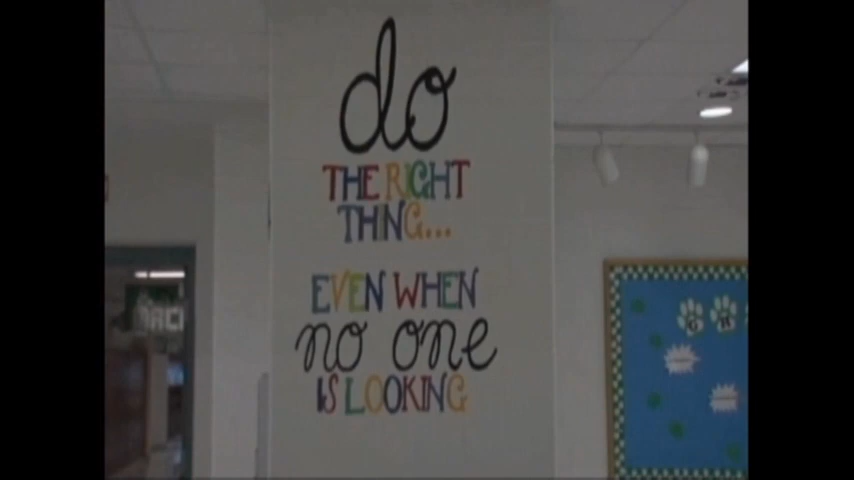 do
THE RIGHT
THING...
EVEN WHEN
no one
IS LOOKING